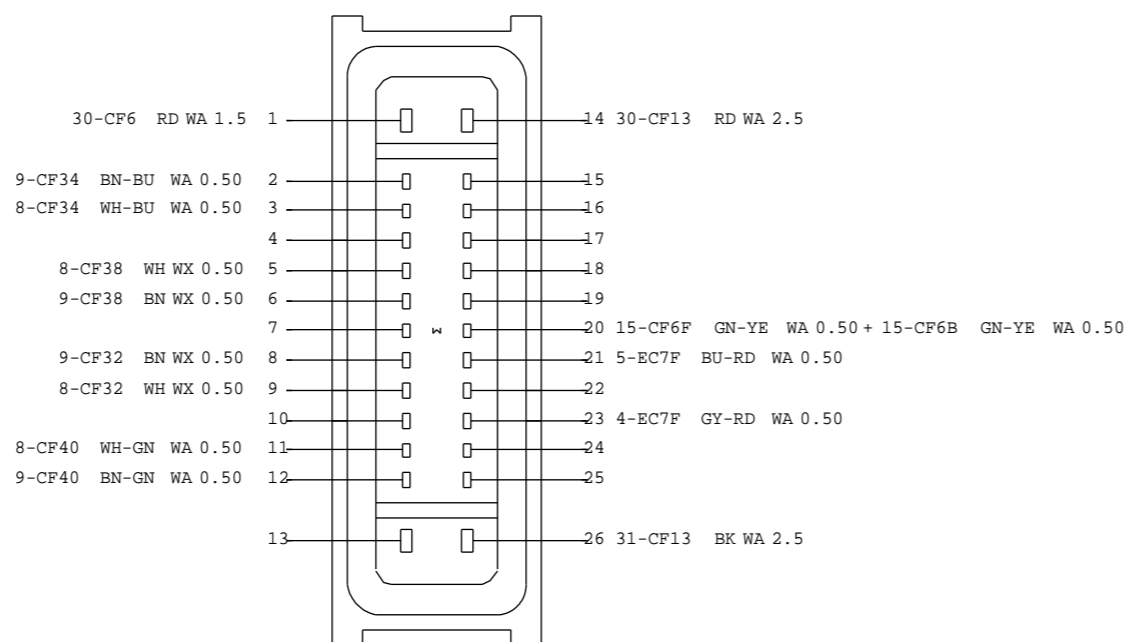 30-CF6 RD WA 1.5 1 14 30-CF13 RD WA 2.5
9-CF34 BN-BU WA 0.50 2 15
8-CF34 WH-BU WA 0.50 3 16
4 17
8-CF38 WH WX 0.50 5 18
9-CF38 BN WX 0.50 6 19
7 20 15-CF6F GN-YE WA 0.50 + 15-CF6B GN-YE WA 0.50
9-CF32 BN WX 0.50 8 21 5-EC7F BU-RD WA 0.50
8-CF32 WH WX 0.50 9 22
10 23 4-EC7F GY-RD WA 0.50
8-CF40 WH-GN WA 0.50 11 24
9-CF40 BN-GN WA 0.50 12 25
13 26 31-CF13 BK WA 2.5